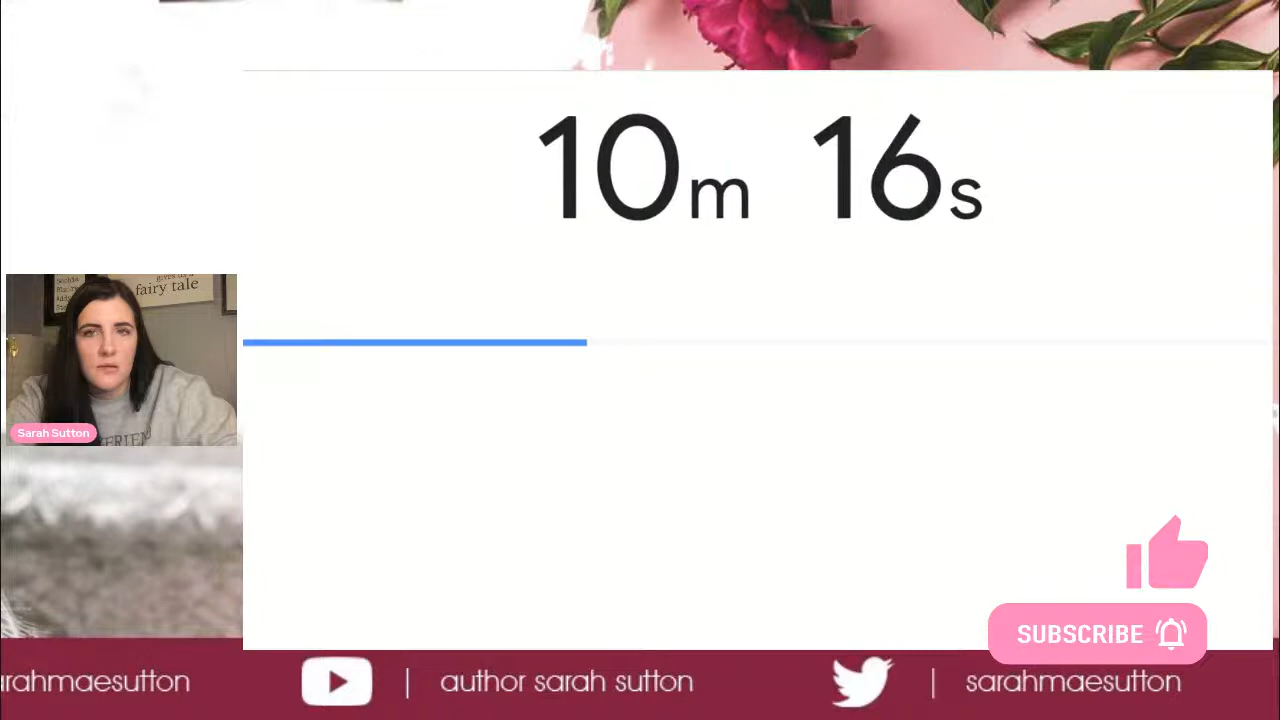 10m 16s
fairy tale
Sarah Sutton
SUBSCRIBE
rahmaesutton | author sarah sutton | sarahmaesutton